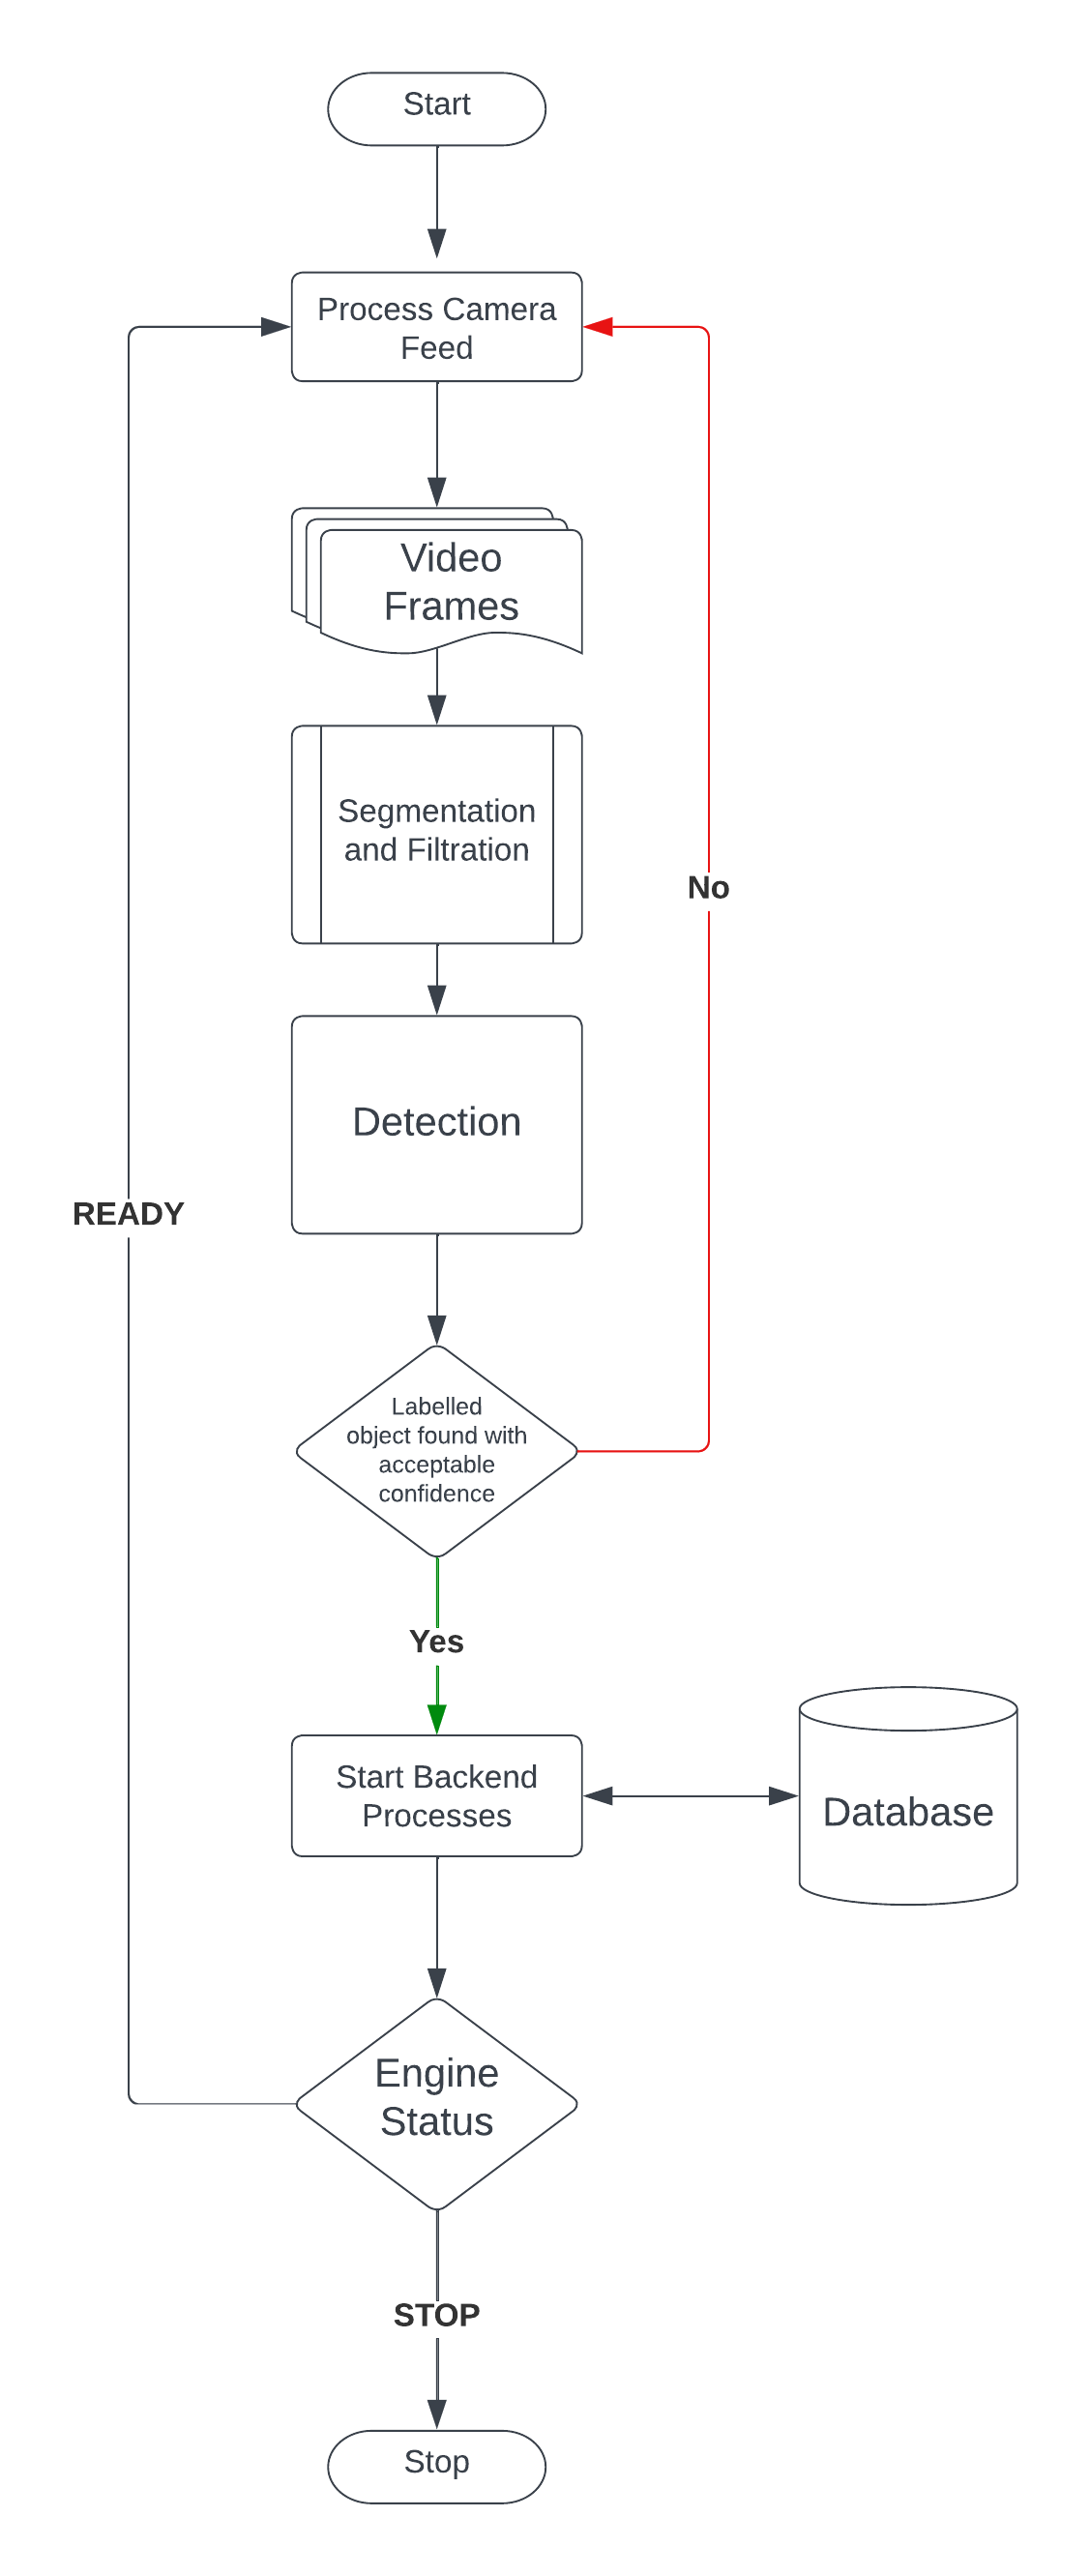 Start
Process Camera
Feed
Video
Frames
Segmentation
and Filtration
No
Detection
READY
Labelled
object found with
acceptable
confidence
Yes
Start Backend
Processes
Database
Engine
Status
STOP
Stop